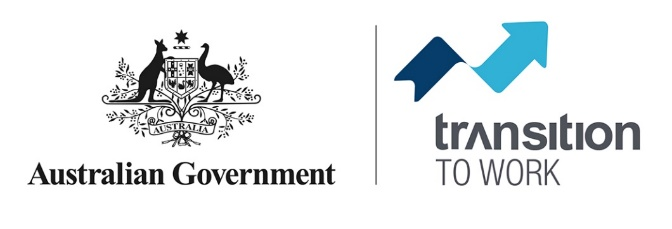 AUSTRALIA
Australian Government
transition
TO WORK